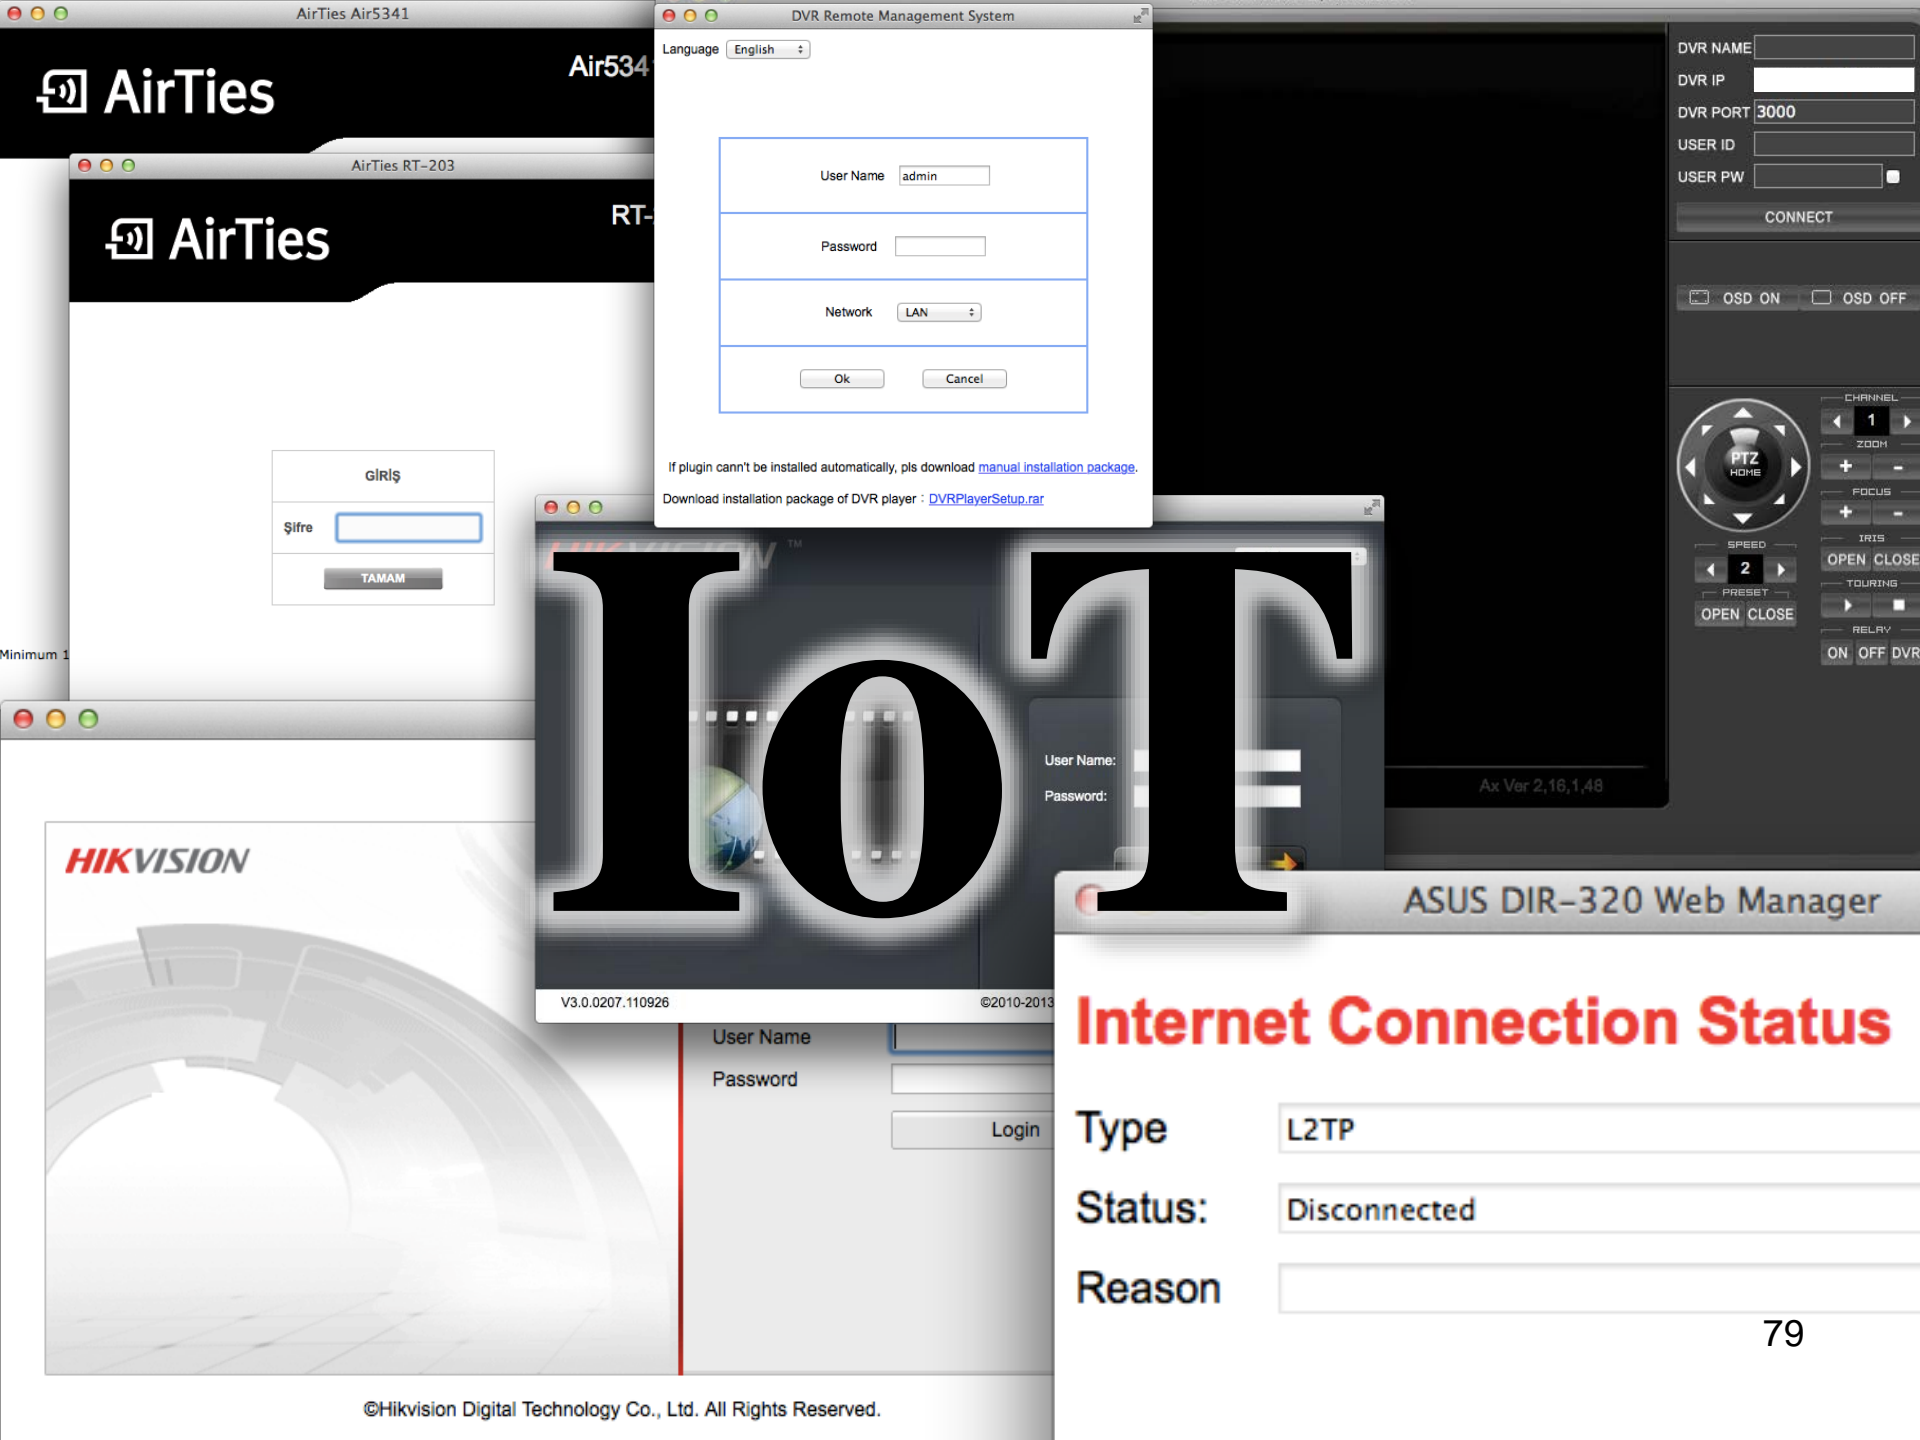 AirTies Air5341
AirTies
Air534
AirTies RT-203
AirTies
RT-
GİRİŞ
Şifre
TAMAM
Minimum 1
DVR Remote Management System
Language English
User Name admin
Password
Network LAN
Ok Cancel
If plugin cann't be installed automatically, pls download manual installation package.
Download installation package of DVR player : DVRPlayerSetup.rar
DVR NAME
DVR IP
DVR PORT 3000
USER ID
USER PW
CONNECT
OSD ON OSD OFF
CHANNEL
1
ZOOM
+ -
PTZ
HOME
FOCUS
+ -
IRIS
OPEN CLOSE
SPEED
2
TOURING
PRESET
OPEN CLOSE
RELAY
ON OFF DVR
Ax Ver 2,16,1,48
HIKVISION ™
IoT
User Name:
Password:
V3.0.0207.110926
©2010-2013
HIKVISION
User Name
Password
Login
©Hikvision Digital Technology Co., Ltd. All Rights Reserved.
ASUS DIR-320 Web Manager
Internet Connection Status
Type L2TP
Status: Disconnected
Reason
79